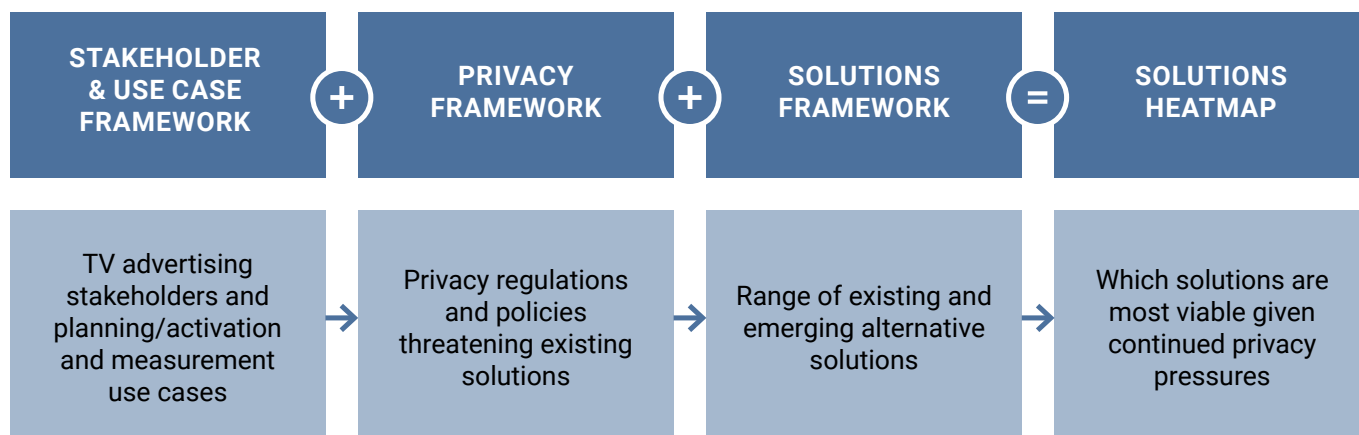 STAKEHOLDER
& USE CASE
FRAMEWORK
+
PRIVACY
FRAMEWORK
+
SOLUTIONS
FRAMEWORK
=
SOLUTIONS
HEATMAP
TV advertising
stakeholders and
planning/activation
and measurement
use cases
Privacy regulations
and policies
threatening existing
solutions
Range of existing and
emerging alternative
solutions
Which solutions are
most viable given
continued privacy
pressures